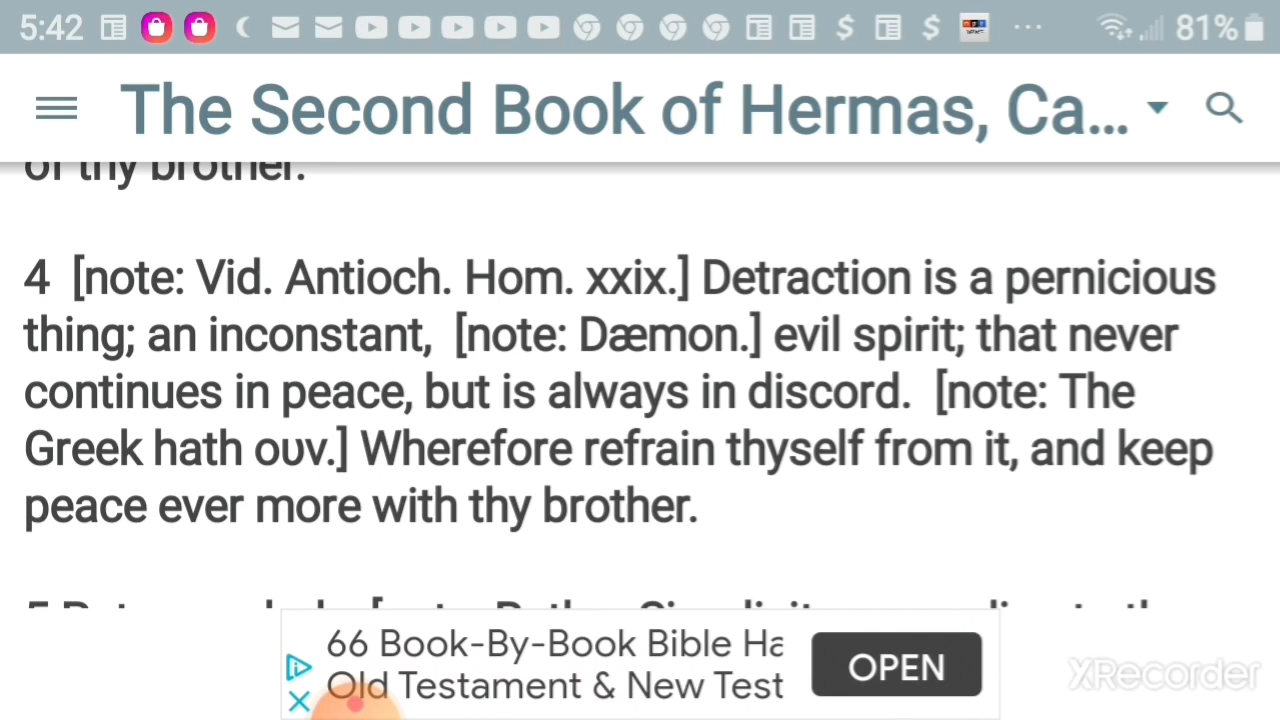 5:42
81%
The Second Book of Hermas, Ca...
of thy brother.
4 [note: Vid. Antioch. Hom. xxix.] Detraction is a pernicious
thing; an inconstant, [note: Dæmon.] evil spirit; that never
continues in peace, but is always in discord. [note: The
Greek hath ουν.] Wherefore refrain thyself from it, and keep
peace ever more with thy brother.
66 Book-By-Book Bible Ha
Old Testament & New Test
OPEN
XRecorder